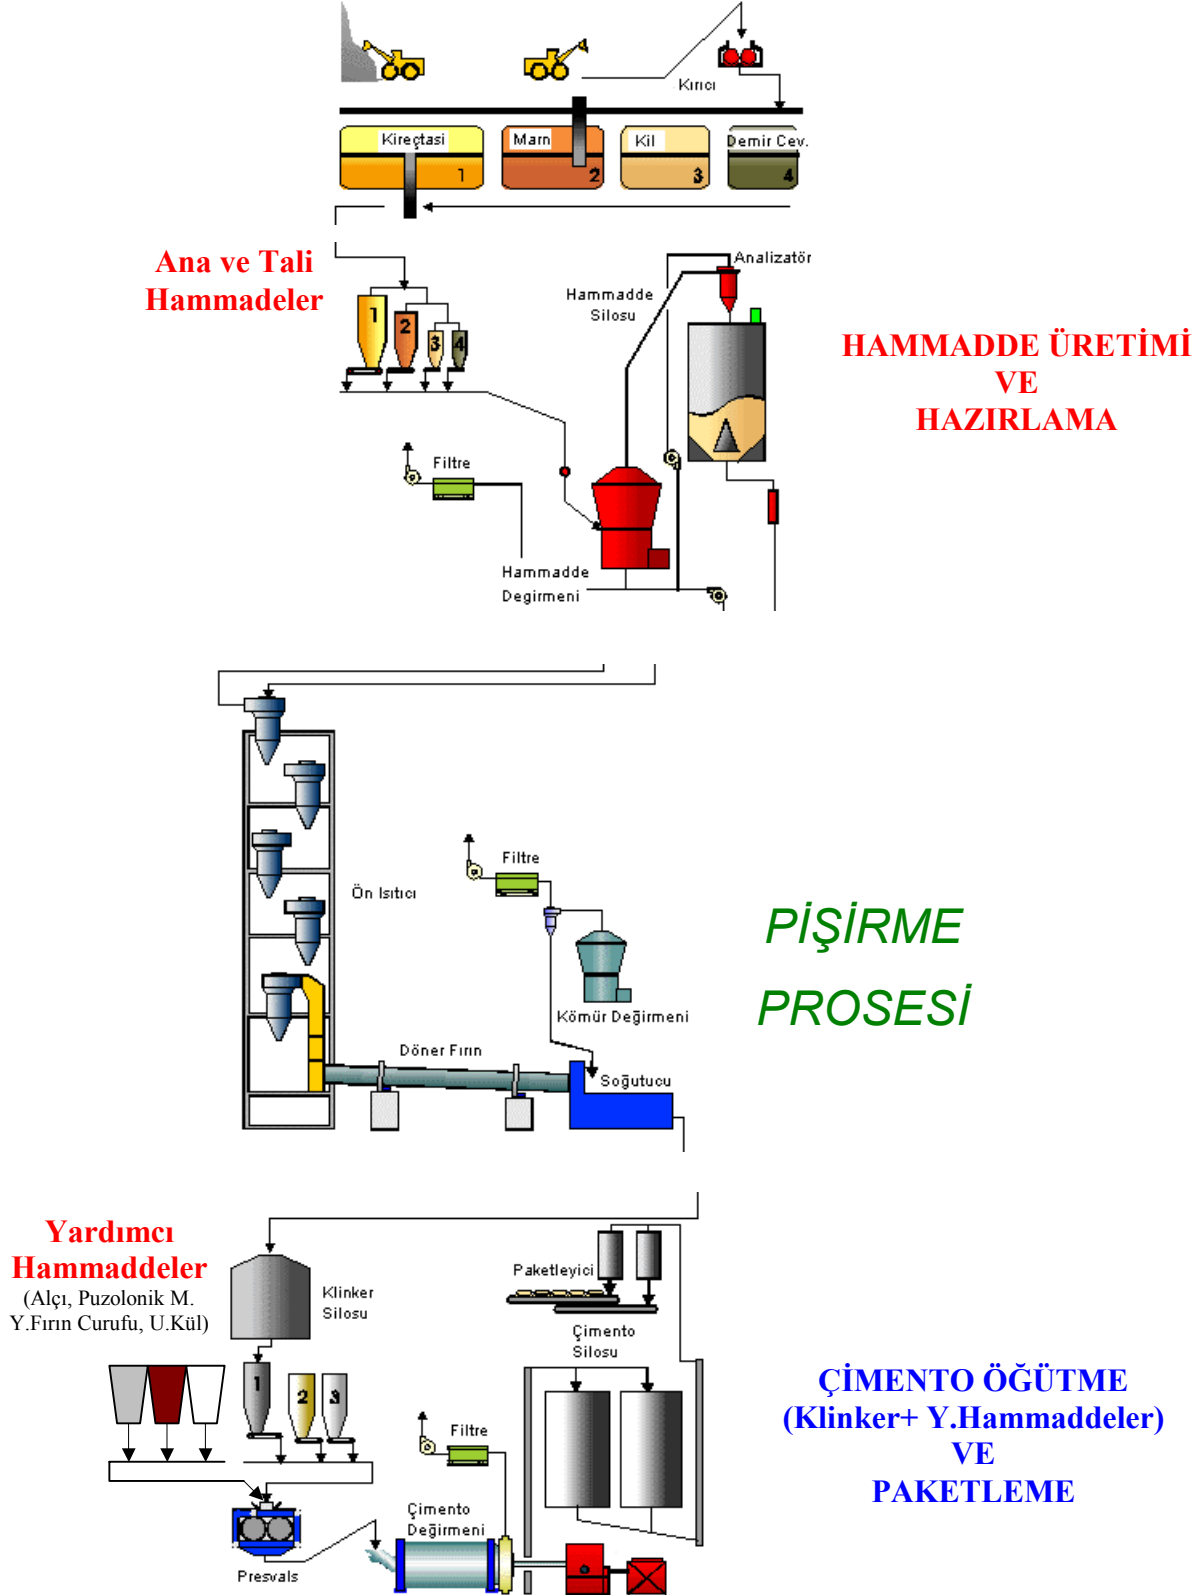 Kırıcı
Kireçtasi
Marn
Kil
Demir Cev.
1
2
3
4
Ana ve Tali
Hammadeler
Analizatör
Hammadde
Silosu
1
2
3
4
HAMMADDE ÜRETİMİ
VE
HAZIRLAMA
Filtre
Hammadde
Degirmeni
Ön Isıtıcı
Filtre
Kömür Değirmeni
PİŞİRME
PROSESİ
Döner Fırın
Soğutucu
Yardımcı
Hammaddeler
(Alçı, Puzolonik M.
Y.Fırın Curufu, U.Kül)
Klinker
Silosu
Paketleyici
Çimento
Silosu
1
2
3
Filtre
ÇİMENTO ÖĞÜTME
(Klinker+ Y.Hammaddeler)
VE
PAKETLEME
Çimento
Değirmeni
Presvals